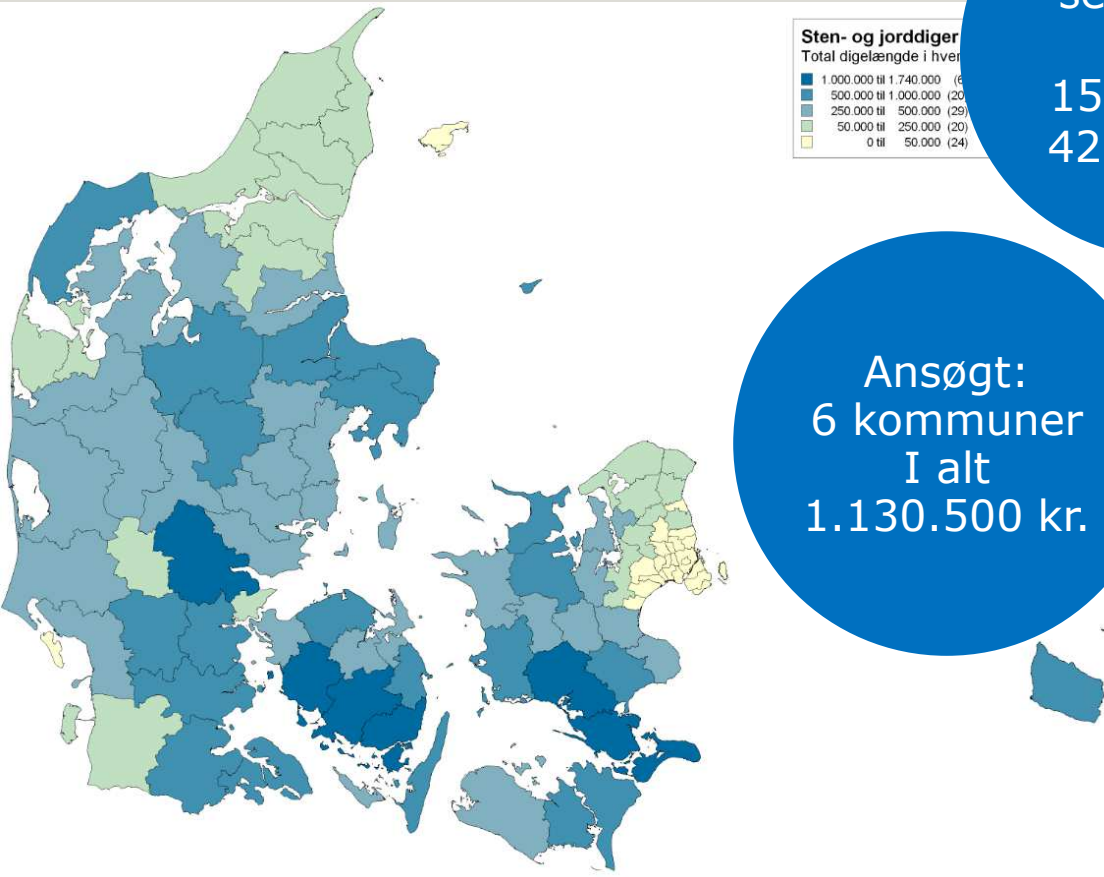 Sten- og jorddiger
Total digelængde i hver
1.000.000 til 1.740.000 (6
500.000 til 1.000.000 (20
250.000 til 500.000 (29)
50.000 til 250.000 (20)
0 til 50.000 (24)
15
42
Ansøgt:
6 kommuner
I alt
1.130.500 kr.